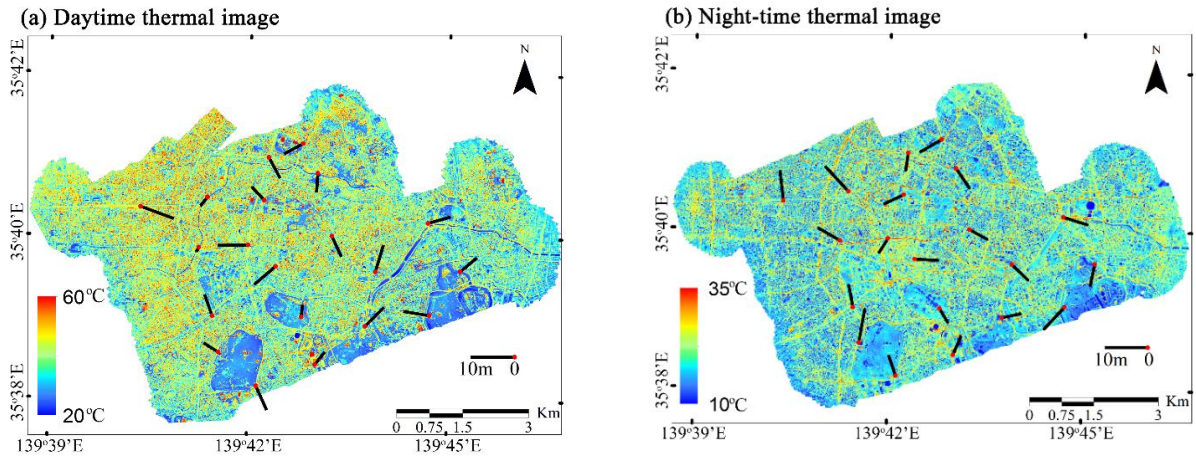 (a) Daytime thermal image
N
35°42'E
35°40'E
35°38'E
60℃
20℃
10m 0
Km
0 0.75 1.5 3
139°39'E 139°42'E 139°45'E
(b) Night-time thermal image
N
35°42'E
35°40'E
35°38'E
35℃
10℃
10m 0
Km
0 0.75 1.5 3
139°39'E 139°42'E 139°45'E